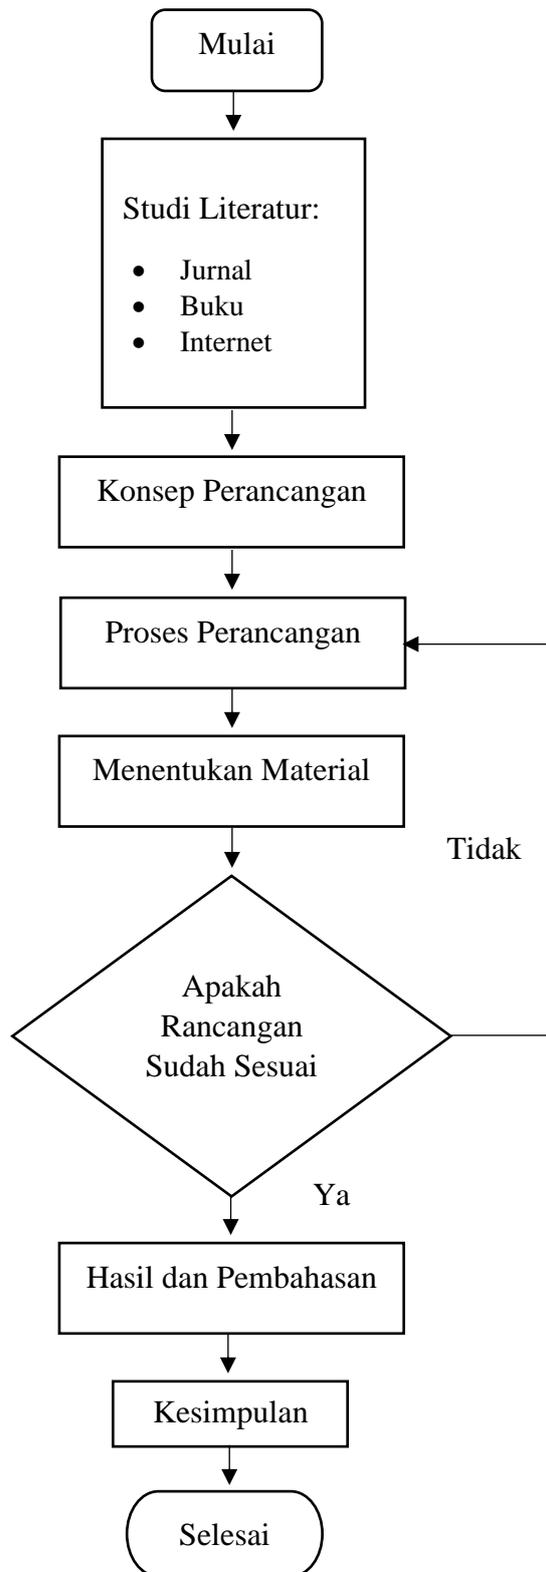 Mulai
Studi Literatur:
• Jurnal
• Buku
• Internet
Konsep Perancangan
Proses Perancangan
Menentukan Material
Tidak
Apakah
Rancangan
Sudah Sesuai
Ya
Hasil dan Pembahasan
Kesimpulan
Selesai